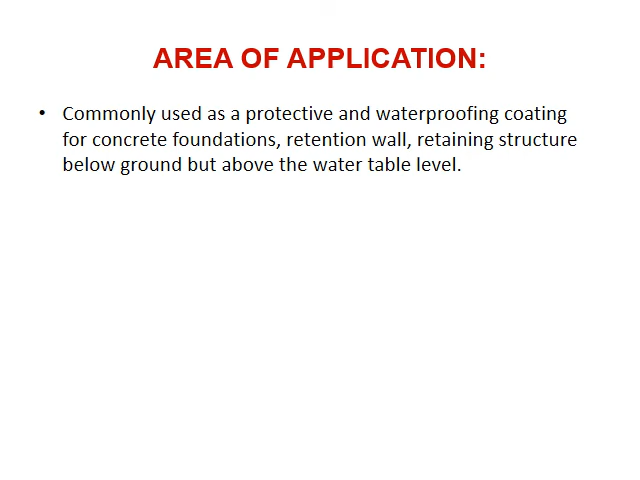 AREA OF APPLICATION:
• Commonly used as a protective and waterproofing coating
for concrete foundations, retention wall, retaining structure
below ground but above the water table level.